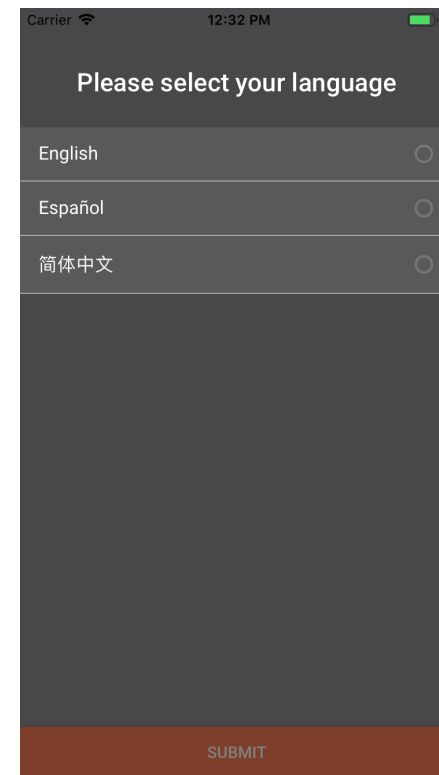 Carrier 12:32 PM
Please select your language
English
Español
简体中文
SUBMIT